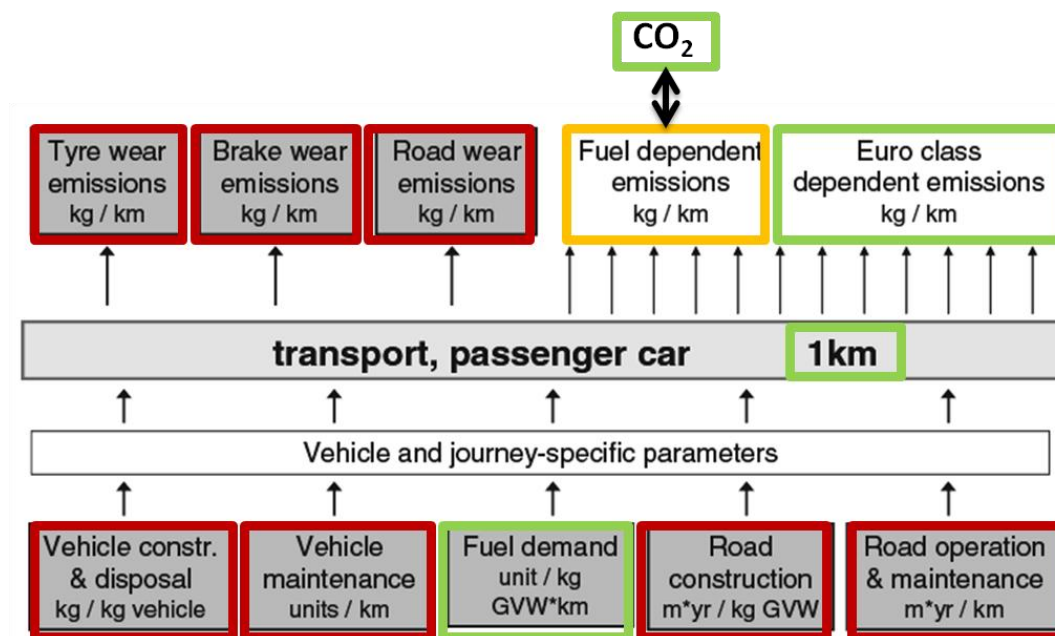 CO₂
Tyre wear
emissions
kg / km
Brake wear
emissions
kg / km
Road wear
emissions
kg / km
Fuel dependent
emissions
kg / km
Euro class
dependent emissions
kg / km
transport, passenger car 1km
Vehicle and journey-specific parameters
Vehicle constr.
& disposal
kg / kg vehicle
Vehicle
maintenance
units / km
Fuel demand
unit / kg
GVW*km
Road
construction
m*yr / kg GVW
Road operation
& maintenance
m*yr / km